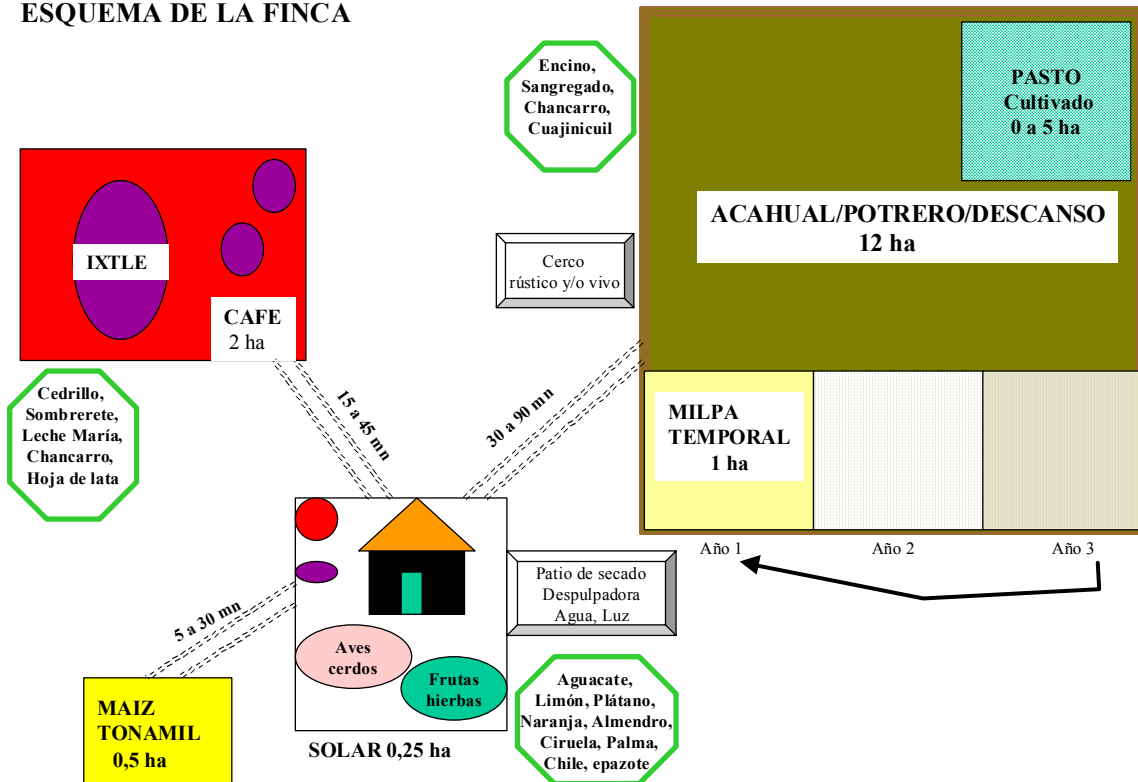 ESQUEMA DE LA FINCA
Encino,
Sangregado,
Chancarro,
Cuajinicuil
PASTO
Cultivado
0 a 5 ha
ACAHUAL/POTRERO/DESCANSO
12 ha
IXTLE
CAFE
2 ha
Cerco
rústico y/o vivo
Cedrillo,
Sombrerete,
Leche María,
Chancarro,
Hoja de lata
15 a 45 mn
30 a 90 mn
MILPA
TEMPORAL
1 ha
Año 1
Año 2
Año 3
Patio de secado
Despulpadora
Agua, Luz
5 a 30 mn
Aves
cerdos
Frutas
hierbas
Aguacate,
Limón, Plátano,
Naranja, Almendro,
Ciruela, Palma,
Chile, epazote
MAIZ
TONAMIL
0,5 ha
SOLAR 0,25 ha